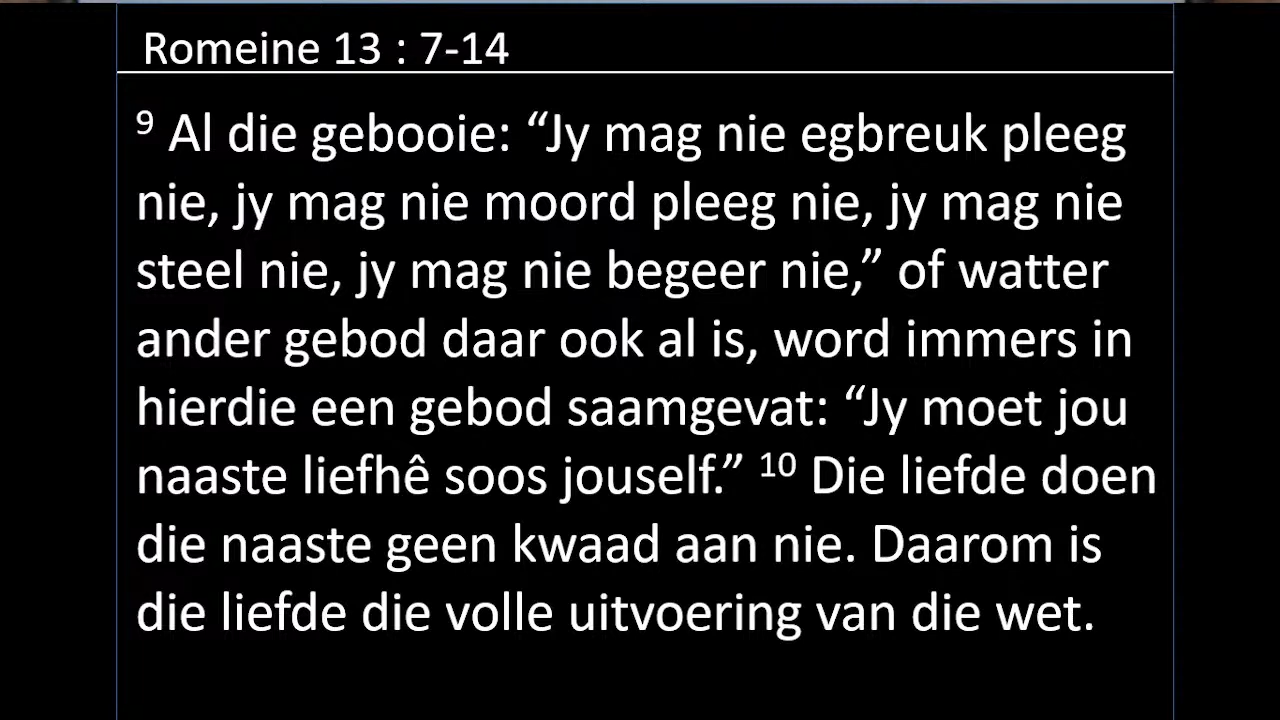 Romeine 13 : 7-14
⁹ Al die gebooie: “Jy mag nie egbreuk pleeg
nie, jy mag nie moord pleeg nie, jy mag nie
steel nie, jy mag nie begeer nie,” of watter
ander gebod daar ook al is, word immers in
hierdie een gebod saamgevat: “Jy moet jou
naaste liefhê soos jouself.” ¹⁰ Die liefde doen
die naaste geen kwaad aan nie. Daarom is
die liefde die volle uitvoering van die wet.